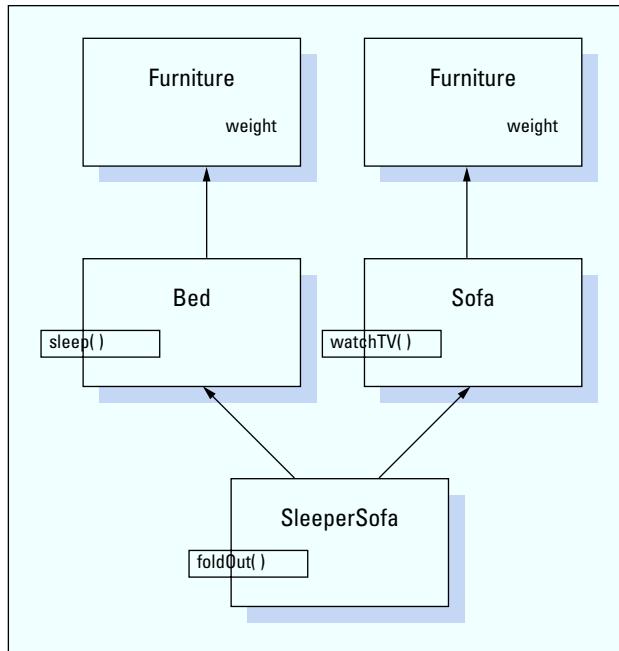 Furniture
Furniture
weight
weight
Bed
Sofa
sleep( )
watchTV( )
SleeperSofa
foldOut( )